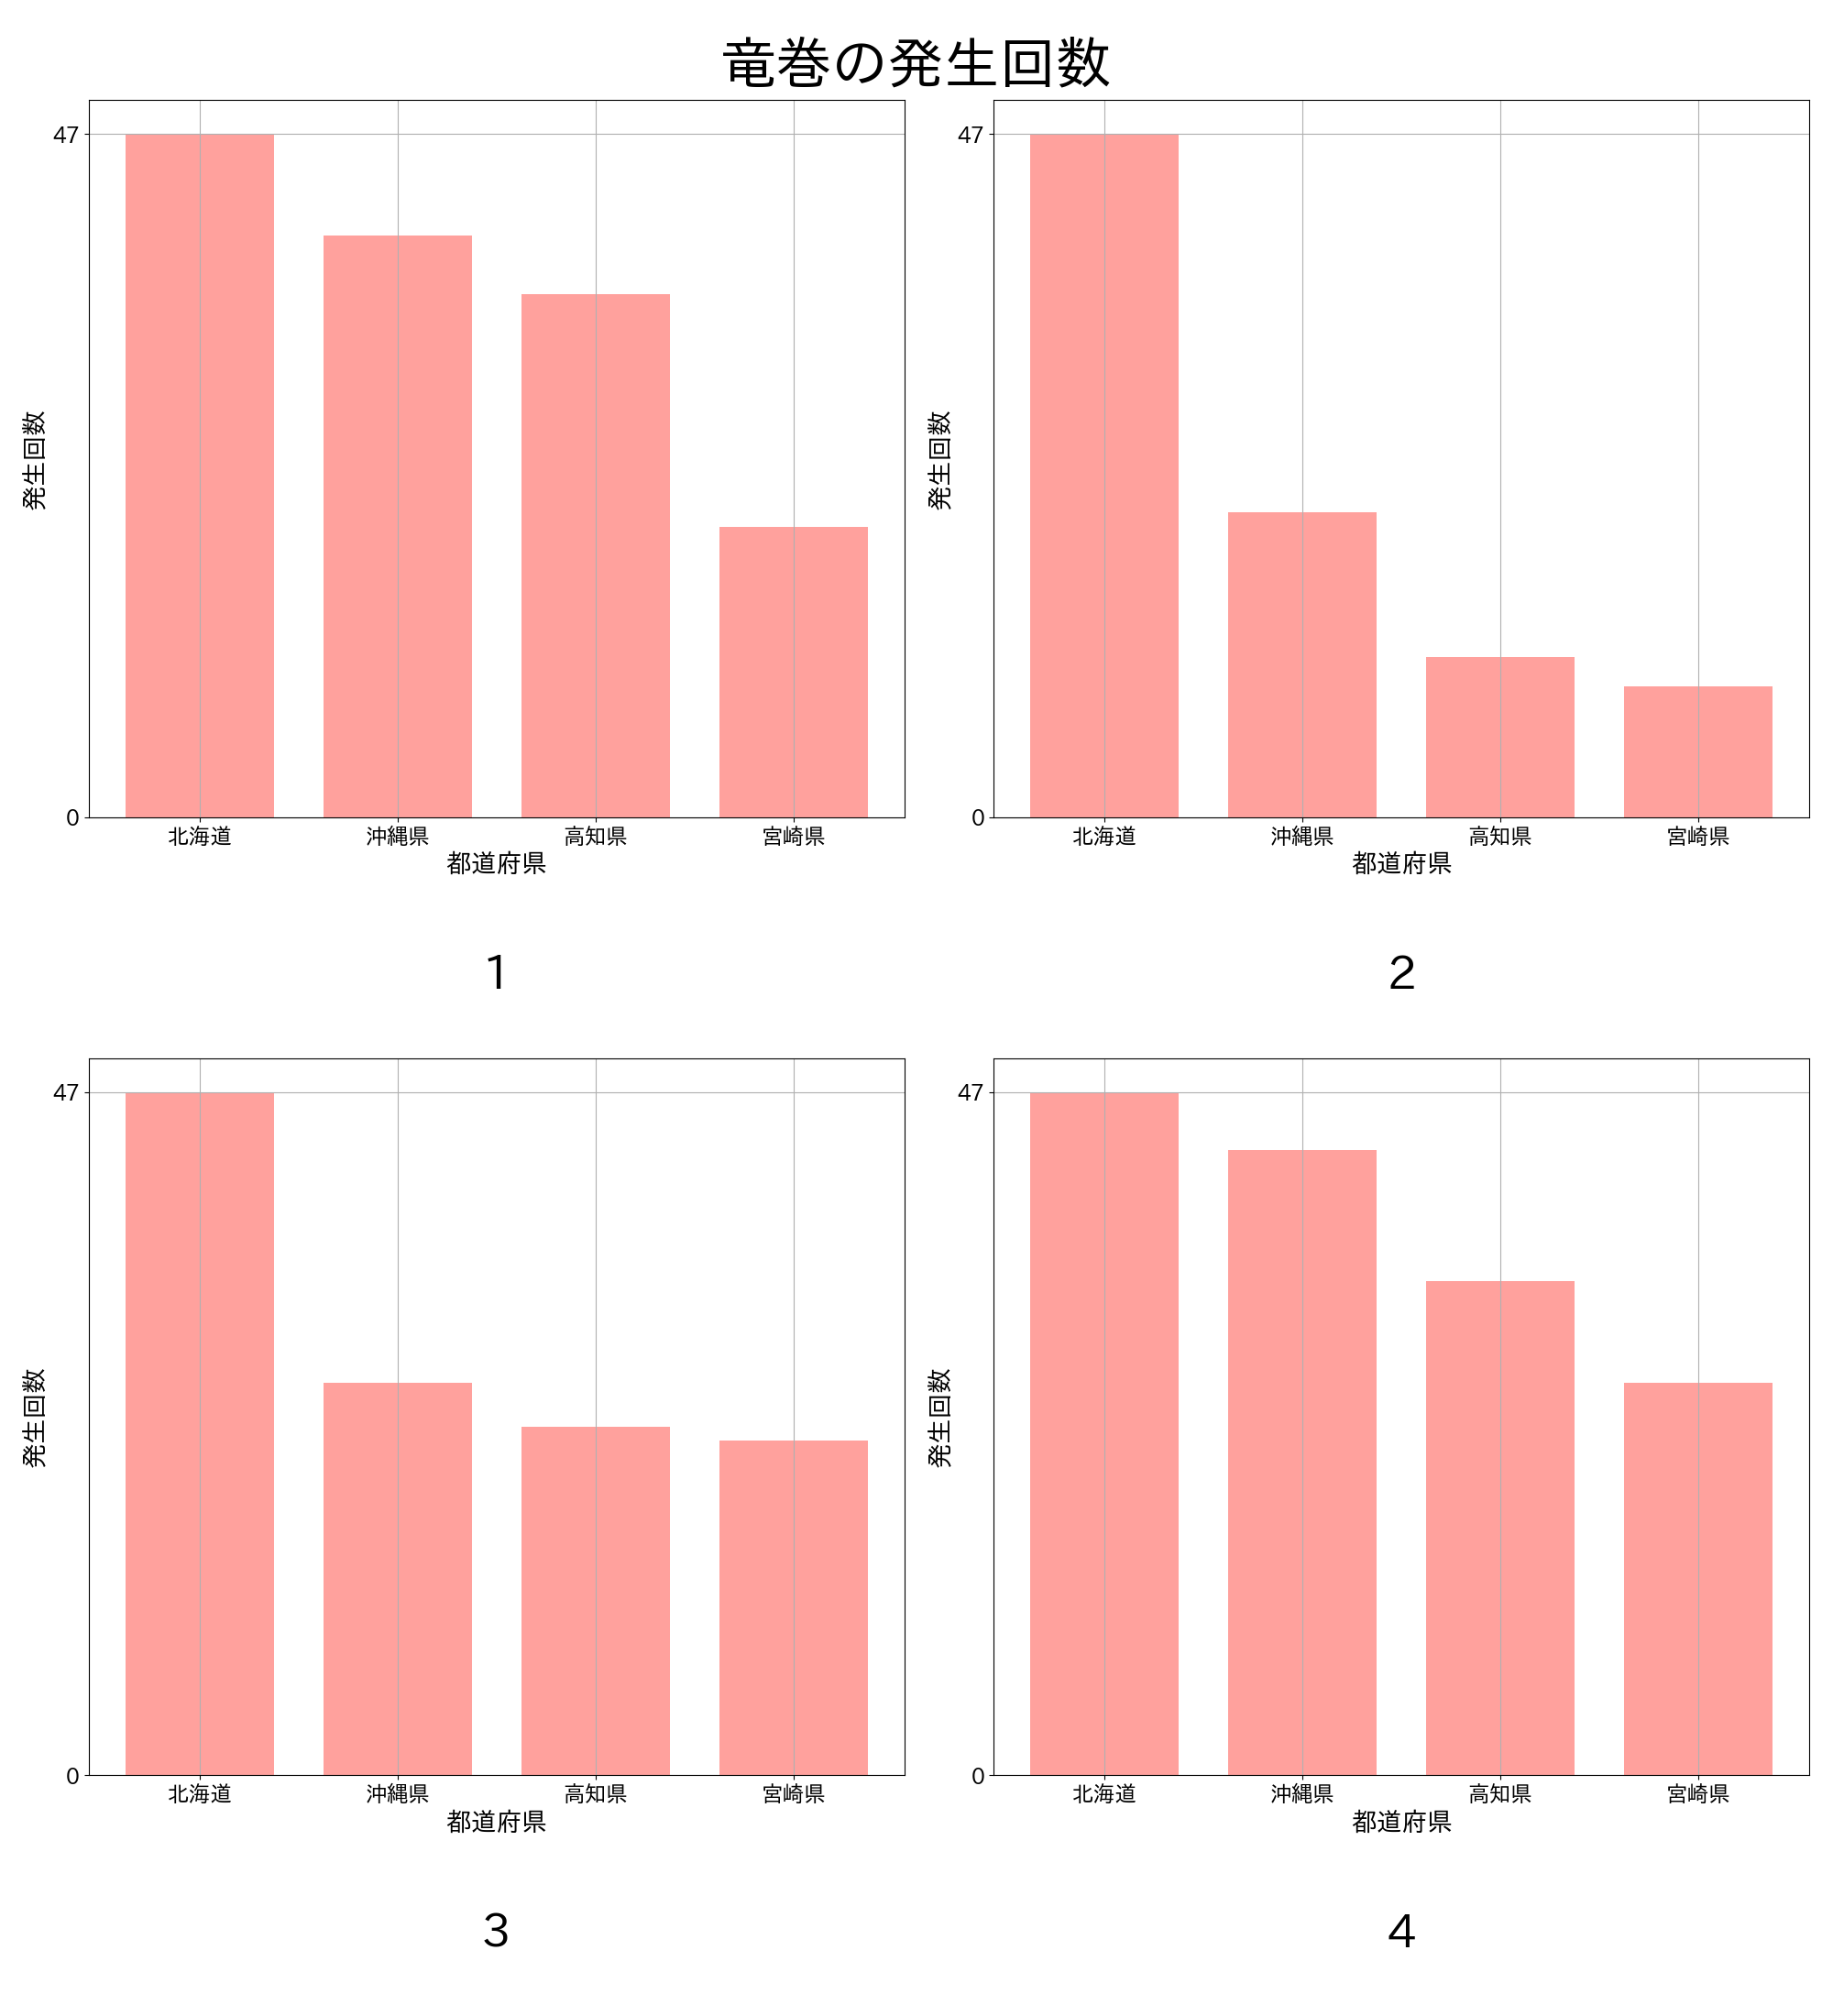 竜巻の発生回数
47
0
発生回数
北海道 沖縄県 高知県 宮崎県
都道府県
1
47
0
発生回数
北海道 沖縄県 高知県 宮崎県
都道府県
2
47
0
発生回数
北海道 沖縄県 高知県 宮崎県
都道府県
3
47
0
発生回数
北海道 沖縄県 高知県 宮崎県
都道府県
4